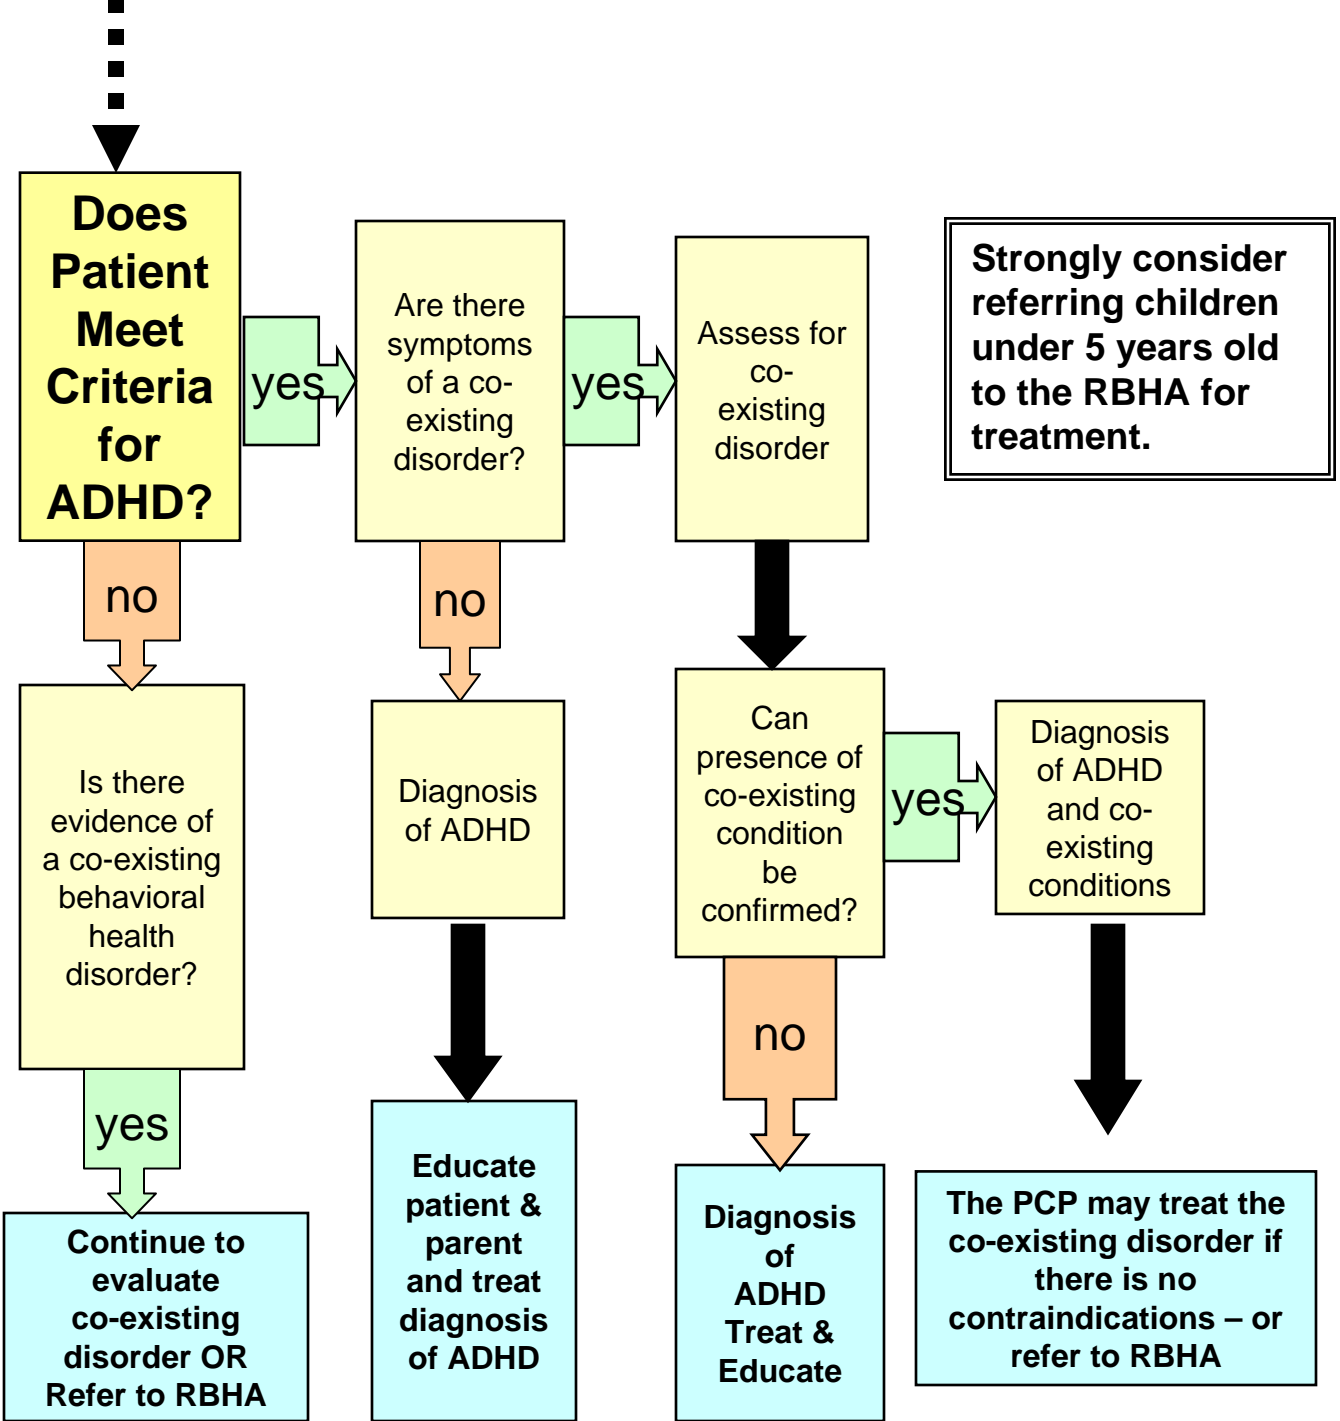 Does
Patient
Meet
Criteria
for
ADHD?
yes
Are there
symptoms
of a co-
existing
disorder?
yes
Assess for
co-
existing
disorder
Strongly consider
referring children
under 5 years old
to the RBHA for
treatment.
no
no
Is there
evidence of
a co-existing
behavioral
health
disorder?
Diagnosis
of ADHD
Can
presence of
co-existing
condition
be
confirmed?
yes
Diagnosis
of ADHD
and co-
existing
conditions
yes
no
Continue to
evaluate
co-existing
disorder OR
Refer to RBHA
Educate
patient &
parent
and treat
diagnosis
of ADHD
Diagnosis
of
ADHD
Treat &
Educate
The PCP may treat the
co-existing disorder if
there is no
contraindications – or
refer to RBHA